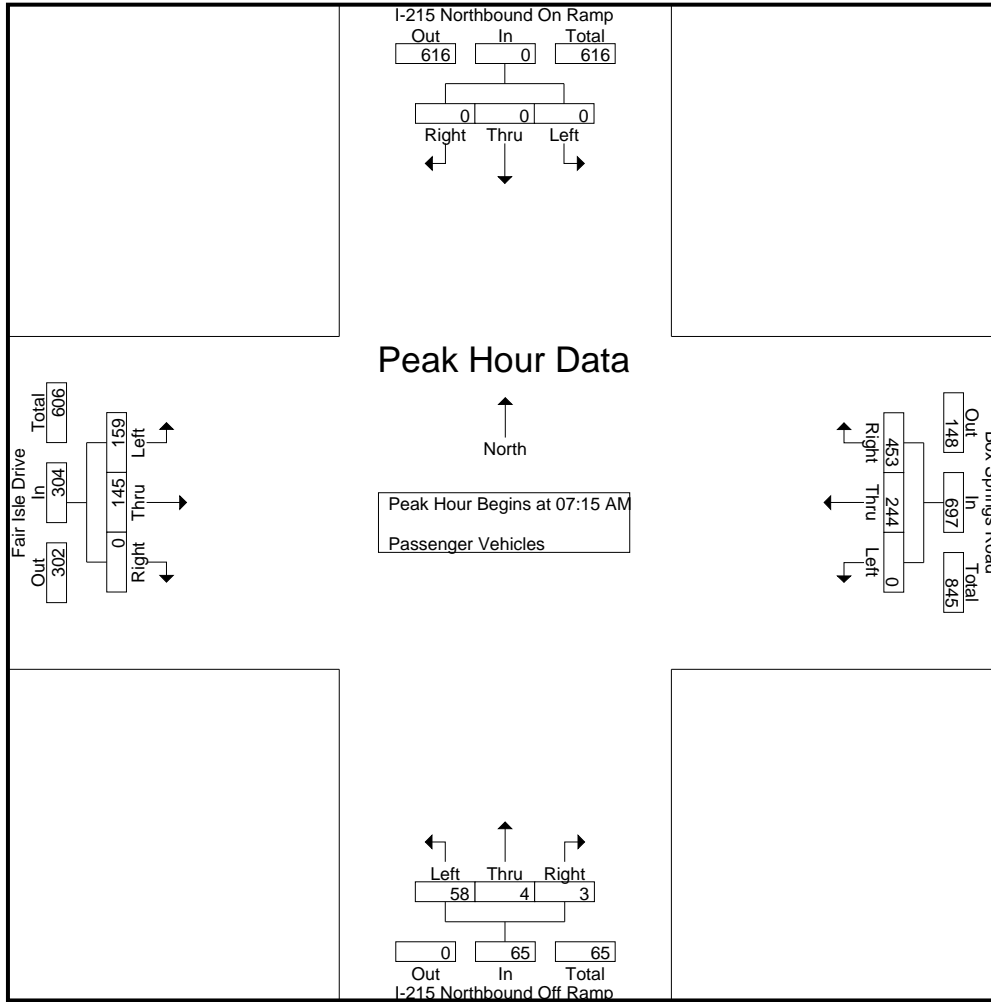 I-215 Northbound On Ramp
Out In Total
616 0 616
0 0 0
Right Thru Left
Peak Hour Data
North
Peak Hour Begins at 07:15 AM
Passenger Vehicles
Fair Isle Drive
Out In Total
302 304 606
Right Thru Left
0 145 159
Box Springs Road
Out In Total
148 697 845
Right Thru Left
453 244 0
Left Thru Right
58 4 3
0 65 65
Out In Total
I-215 Northbound Off Ramp